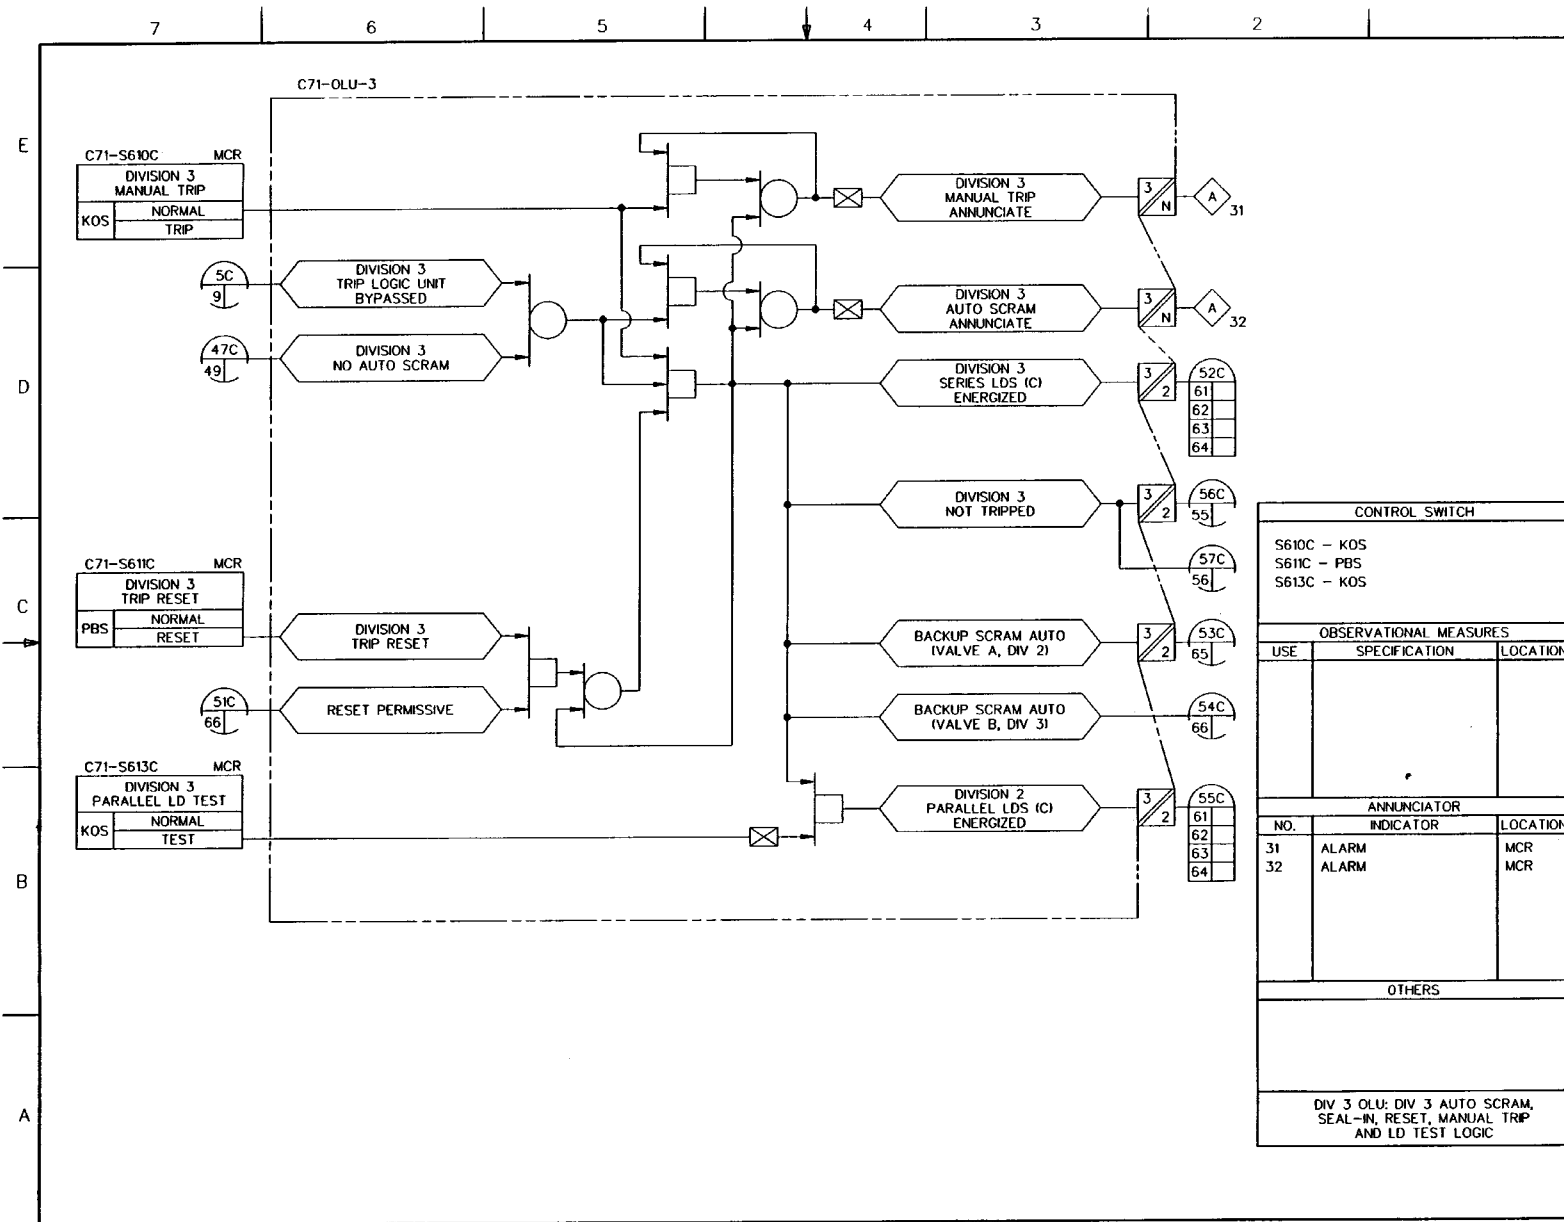 7 6 5 4 3 2
C71-OLU-3
E
C71-S610C MCR
DIVISION 3
MANUAL TRIP
KOS
NORMAL
TRIP
DIVISION 3
MANUAL TRIP
ANNUNCIATE
3
N
A
31
5C
9
DIVISION 3
TRIP LOGIC UNIT
BYPASSED
DIVISION 3
AUTO SCRAM
ANNUNCIATE
3
N
A
32
47C
49
DIVISION 3
NO AUTO SCRAM
D
DIVISION 3
SERIES LDS (C)
ENERGIZED
3
2
52C
61
62
63
64
DIVISION 3
NOT TRIPPED
3
2
56C
55
57C
56
C71-S611C MCR
DIVISION 3
TRIP RESET
PBS
NORMAL
RESET
C
DIVISION 3
TRIP RESET
BACKUP SCRAM AUTO
(VALVE A, DIV 2)
3
2
53C
65
51C
66
RESET PERMISSIVE
BACKUP SCRAM AUTO
(VALVE B, DIV 3)
54C
66
C71-S613C MCR
DIVISION 3
PARALLEL LD TEST
KOS
NORMAL
TEST
DIVISION 2
PARALLEL LDS (C)
ENERGIZED
3
2
55C
61
62
63
64
B
A
CONTROL SWITCH
S610C - KOS
S611C - PBS
S613C - KOS
OBSERVATIONAL MEASURES
USE SPECIFICATION LOCATION
ANNUNCIATOR
NO. INDICATOR LOCATION
31 ALARM MCR
32 ALARM MCR
OTHERS
DIV 3 OLU: DIV 3 AUTO SCRAM,
SEAL-IN, RESET, MANUAL TRIP
AND LD TEST LOGIC